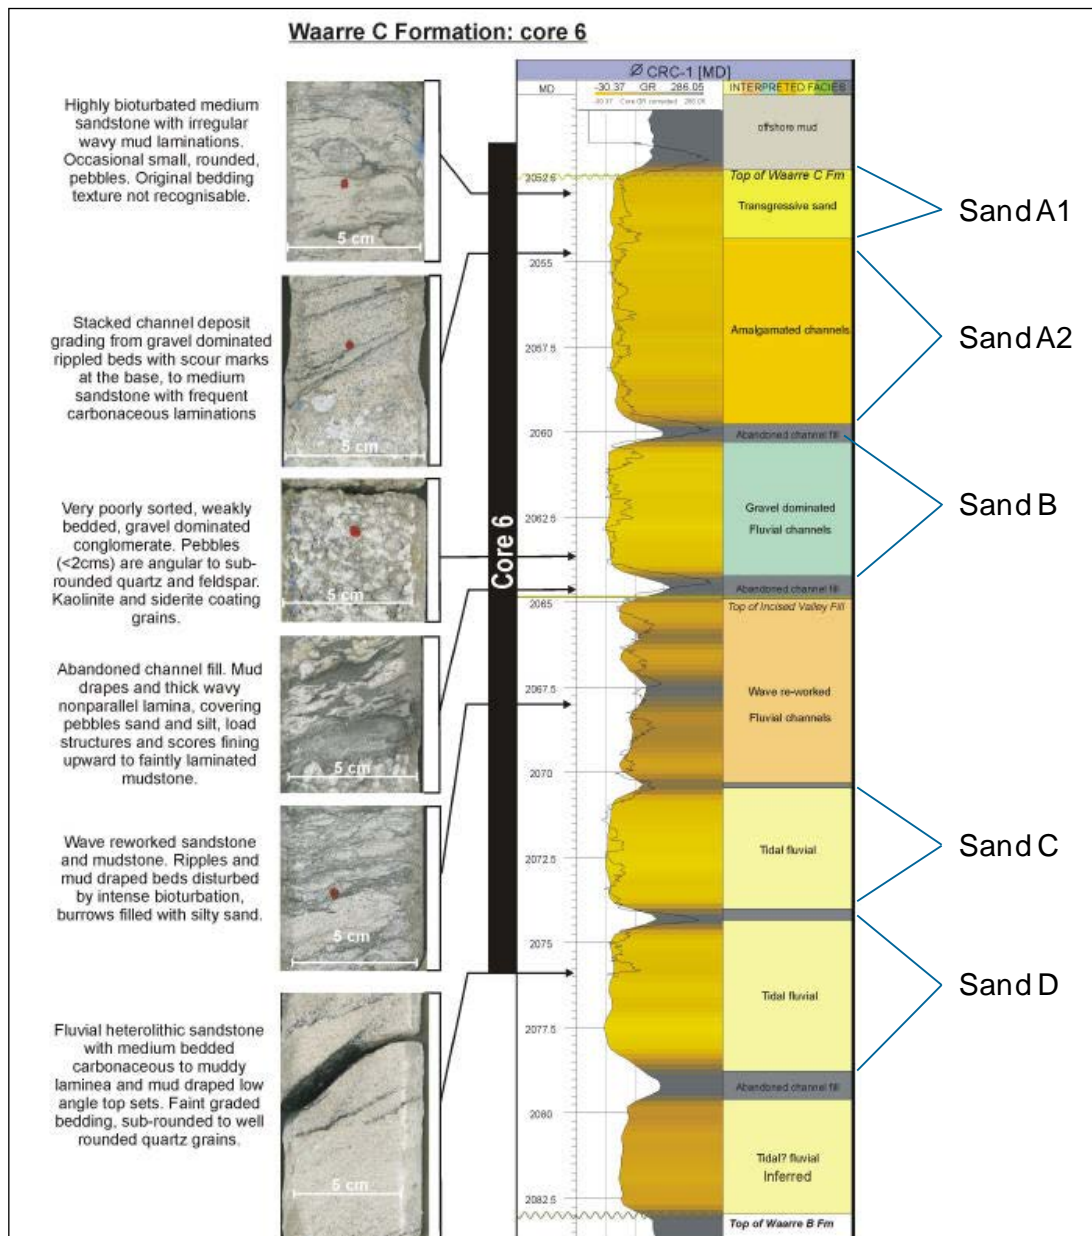 Waarre C Formation: core 6
Highly bioturbated medium
sandstone with irregular
wavy mud laminations.
Occasional small, rounded,
pebbles. Original bedding
texture not recognisable.
5 cm
Stacked channel deposit
grading from gravel dominated
rippled beds with scour marks
at the base, to medium
sandstone with frequent
carbonaceous laminations
5 cm
Very poorly sorted, weakly
bedded, gravel dominated
conglomerate. Pebbles
(<2cms) are angular to sub-
rounded quartz and feldspar.
Kaolinite and siderite coating
grains.
5 cm
Abandoned channel fill. Mud
drapes and thick wavy
nonparallel lamina, covering
pebbles sand and silt, load
structures and scores fining
upward to faintly laminated
mudstone.
5 cm
Wave reworked sandstone
and mudstone. Ripples and
mud draped beds disturbed
by intense bioturbation,
burrows filled with silty sand.
5 cm
Fluvial heterolithic sandstone
with medium bedded
carbonaceous to muddy
laminea and mud draped low
angle top sets. Faint graded
bedding, sub-rounded to well
rounded quartz grains.
5 cm
Core 6
Ø CRC-1 [MD]
MD
-30.37 GR 286.05
-30.37 Core GR corrected 286.05
INTERPRETED FACIES
2052.5
2055
2057.5
2060
2062.5
2065
2067.5
2070
2072.5
2075
2077.5
2080
2082.5
offshore mud
Top of Waarre C Fm
Transgressive sand
Amalgamated channels
Abandoned channel fill
Gravel dominated
Fluvial channels
Abandoned channel fill
Top of Incised Valley Fill
Wave re-worked
Fluvial channels
Tidal fluvial
Tidal fluvial
Abandoned channel fill
Tidal? fluvial
Inferred
Top of Waarre B Fm
Sand A1
Sand A2
Sand B
Sand C
Sand D